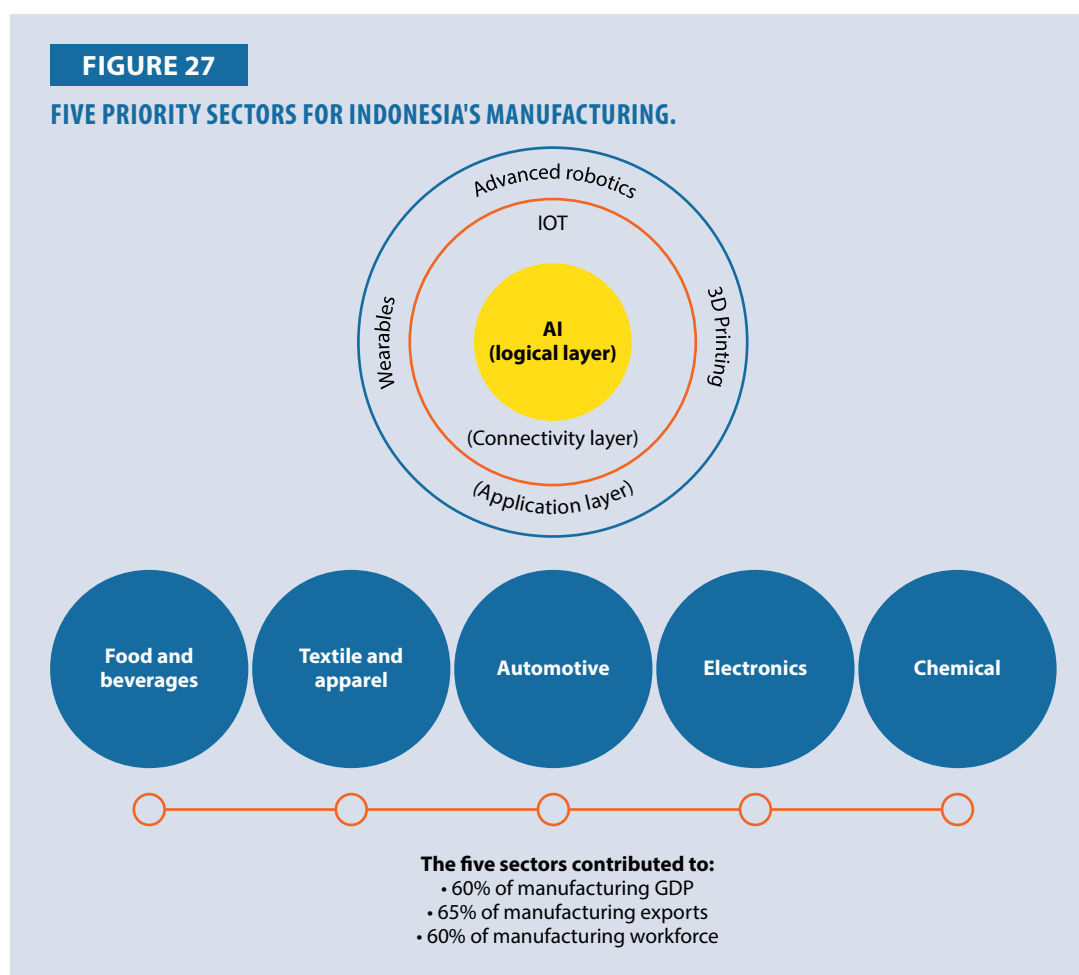 FIGURE 27
FIVE PRIORITY SECTORS FOR INDONESIA'S MANUFACTURING.
Advanced robotics
IOT
Wearables
3D Printing
AI
(logical layer)
(Connectivity layer)
(Application layer)
Food and
beverages
Textile and
apparel
Automotive
Electronics
Chemical
The five sectors contributed to:
• 60% of manufacturing GDP
• 65% of manufacturing exports
• 60% of manufacturing workforce